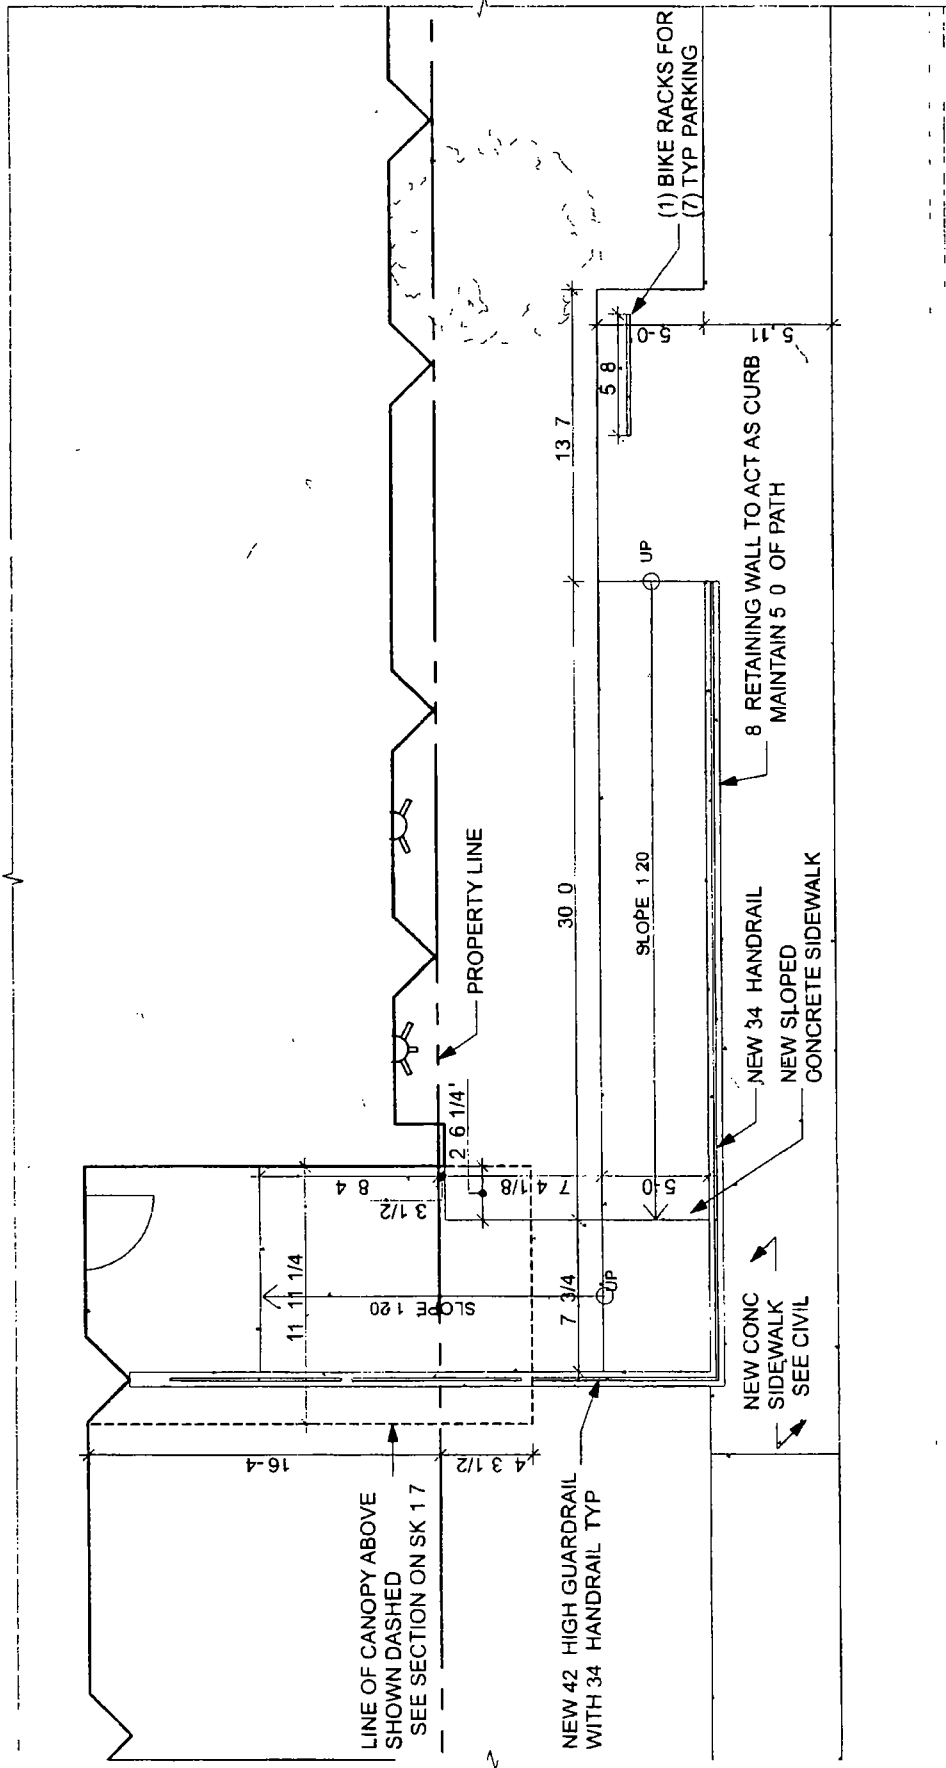 (1) BIKE RACKS FOR
(7) TYP PARKING
5-0
5 11
5 8
13 7
8 RETAINING WALL TO ACT AS CURB
MAINTAIN 5 0 OF PATH
UP
SLOPE 1 20
30 0
PROPERTY LINE
NEW 34 HANDRAIL
NEW SLOPED
CONCRETE SIDEWALK
2 6 1/4'
8 4
3 1/2
7 4 1/8
5-0
11 11 1/4
SLOPE 1 20
7 3/4
UP
NEW CONC
SIDEWALK
SEE CIVIL
16-4
4 3 1/2
LINE OF CANOPY ABOVE
SHOWN DASHED
SEE SECTION ON SK 1 7
NEW 42 HIGH GUARDRAIL
WITH 34 HANDRAIL TYP